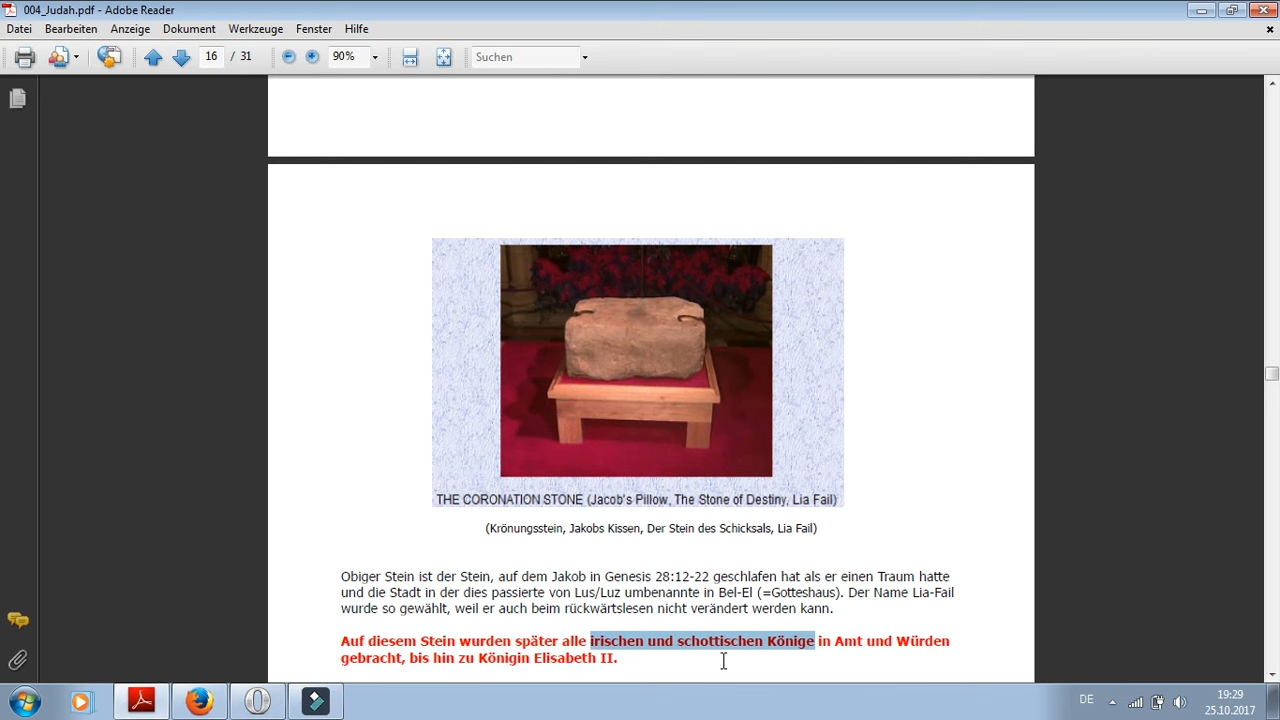 004_Judah.pdf - Adobe Reader
Datei Bearbeiten Anzeige Dokument Werkzeuge Fenster Hilfe
16 / 31 90% Suchen
THE CORONATION STONE (Jacob's Pillow, The Stone of Destiny, Lia Fail)
(Krönungsstein, Jakobs Kissen, Der Stein des Schicksals, Lia Fail)
Obiger Stein ist der Stein, auf dem Jakob in Genesis 28:12-22 geschlafen hat als er einen Traum hatte
und die Stadt in der dies passierte von Lus/Luz umbenannte in Bel-El (=Gotteshaus). Der Name Lia-Fail
wurde so gewählt, weil er auch beim rückwärtslesen nicht verändert werden kann.
Auf diesem Stein wurden später alle irischen und schottischen Könige in Amt und Würden
gebracht, bis hin zu Königin Elisabeth II.
DE 19:29
25.10.2017